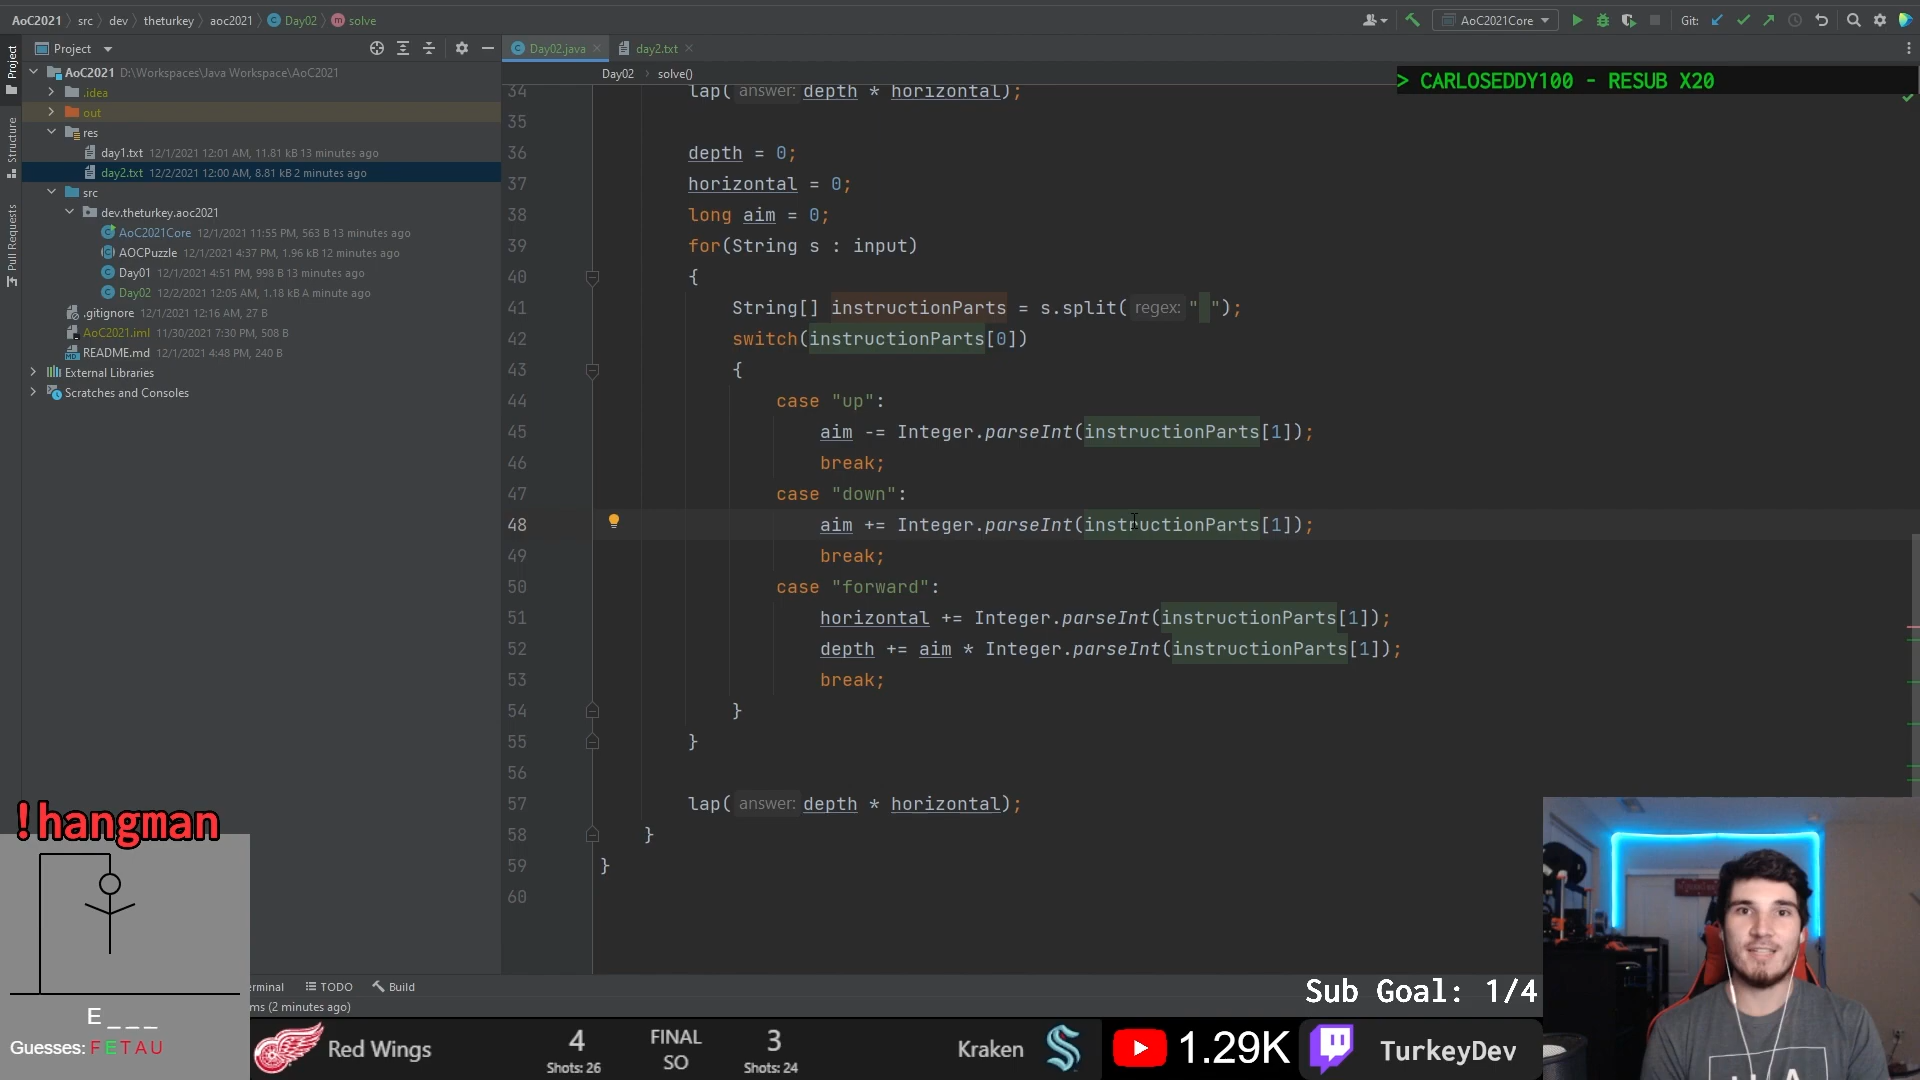 AoC2021 src dev theturkey aoc2021 Day02 solve
AoC2021Core
Git:
Project
Day02.java
day2.txt
Day02 solve()
> CARLOSEDDY100 - RESUB X20
Project
Structure
Pull Requests
AoC2021 D:\Workspaces\Java Workspace\AoC2021
.idea
out
res
day1.txt 12/1/2021 12:01 AM, 11.81 kB 13 minutes ago
day2.txt 12/2/2021 12:00 AM, 8.81 kB 2 minutes ago
src
dev.theturkey.aoc2021
AoC2021Core 12/1/2021 11:55 PM, 563 B 13 minutes ago
AOCPuzzle 12/1/2021 4:37 PM, 1.96 kB 12 minutes ago
Day01 12/1/2021 4:51 PM, 998 B 13 minutes ago
Day02 12/2/2021 12:05 AM, 1.18 kB A minute ago
.gitignore 12/1/2021 12:16 AM, 27 B
AoC2021.iml 11/30/2021 7:30 PM, 508 B
README.md 12/1/2021 4:48 PM, 240 B
External Libraries
Scratches and Consoles
34 lap( answer: depth * horizontal);
35
36 depth = 0;
37 horizontal = 0;
38 long aim = 0;
39 for(String s : input)
40 {
41 String[] instructionParts = s.split( regex: " ");
42 switch(instructionParts[0])
43 {
44 case "up":
45 aim -= Integer.parseInt(instructionParts[1]);
46 break;
47 case "down":
48 aim += Integer.parseInt(instructionParts[1]);
49 break;
50 case "forward":
51 horizontal += Integer.parseInt(instructionParts[1]);
52 depth += aim * Integer.parseInt(instructionParts[1]);
53 break;
54 }
55 }
56
57 lap( answer: depth * horizontal);
58 }
59 }
60
!hangman
E _ _ _
Guesses: F E T A U
erminal TODO Build
ms (2 minutes ago)
Sub Goal: 1/4
Red Wings
4
Shots: 26
FINAL
SO
3
Shots: 24
Kraken
1.29K
TurkeyDev